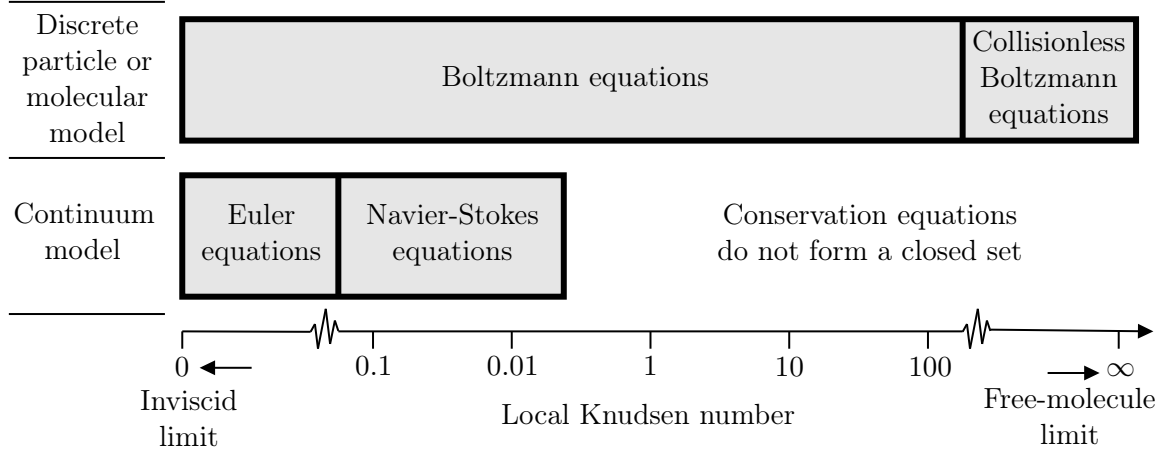 Discrete
particle or
molecular
model
Boltzmann equations
Collisionless
Boltzmann
equations
Continuum
model
Euler
equations
Navier-Stokes
equations
Conservation equations
do not form a closed set
0
0.1
0.01
1
10
100
∞
Inviscid
limit
Local Knudsen number
Free-molecule
limit